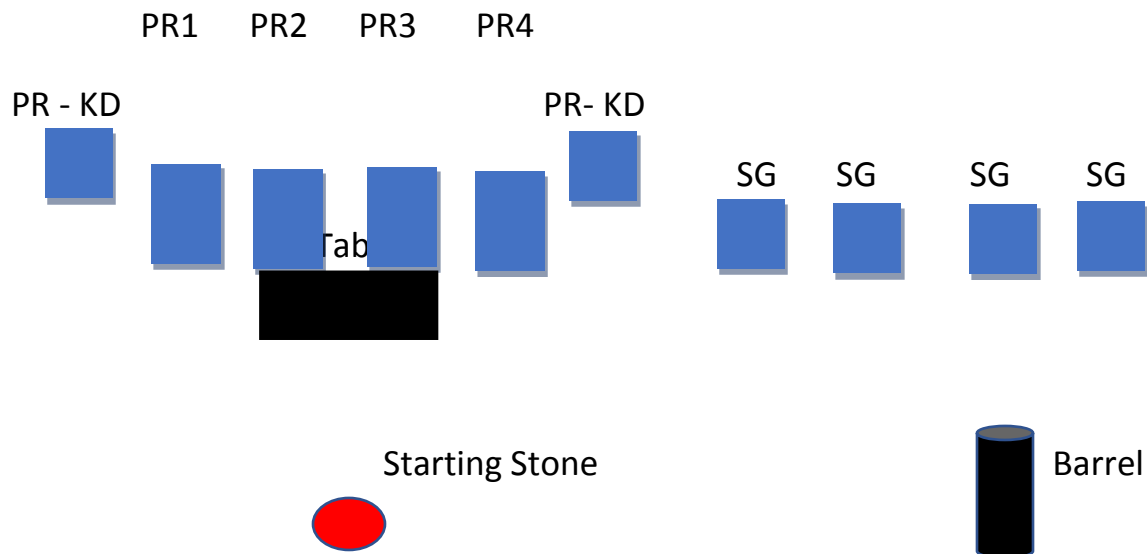 PR1 PR2 PR3 PR4
PR - KD PR- KD
SG SG SG SG
Starting Stone Barrel